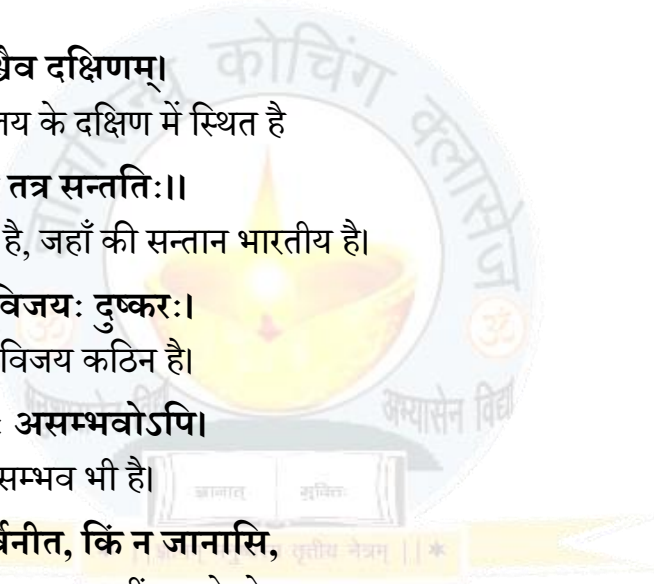 दक्षिणम्।
के दक्षिण में स्थित है
तत्र सन्ततिः।।
है, जहाँ की सन्तान भारतीय है।
विजयः दुष्करः।
विजय कठिन है।
असम्भवोऽपि।
सम्भव भी है।
किं न जानासि,
कोचिंग क्लासेज
अभ्यासेन विद्या
ज्ञानात् मुक्तिः
तृतीय नेत्रम् ||